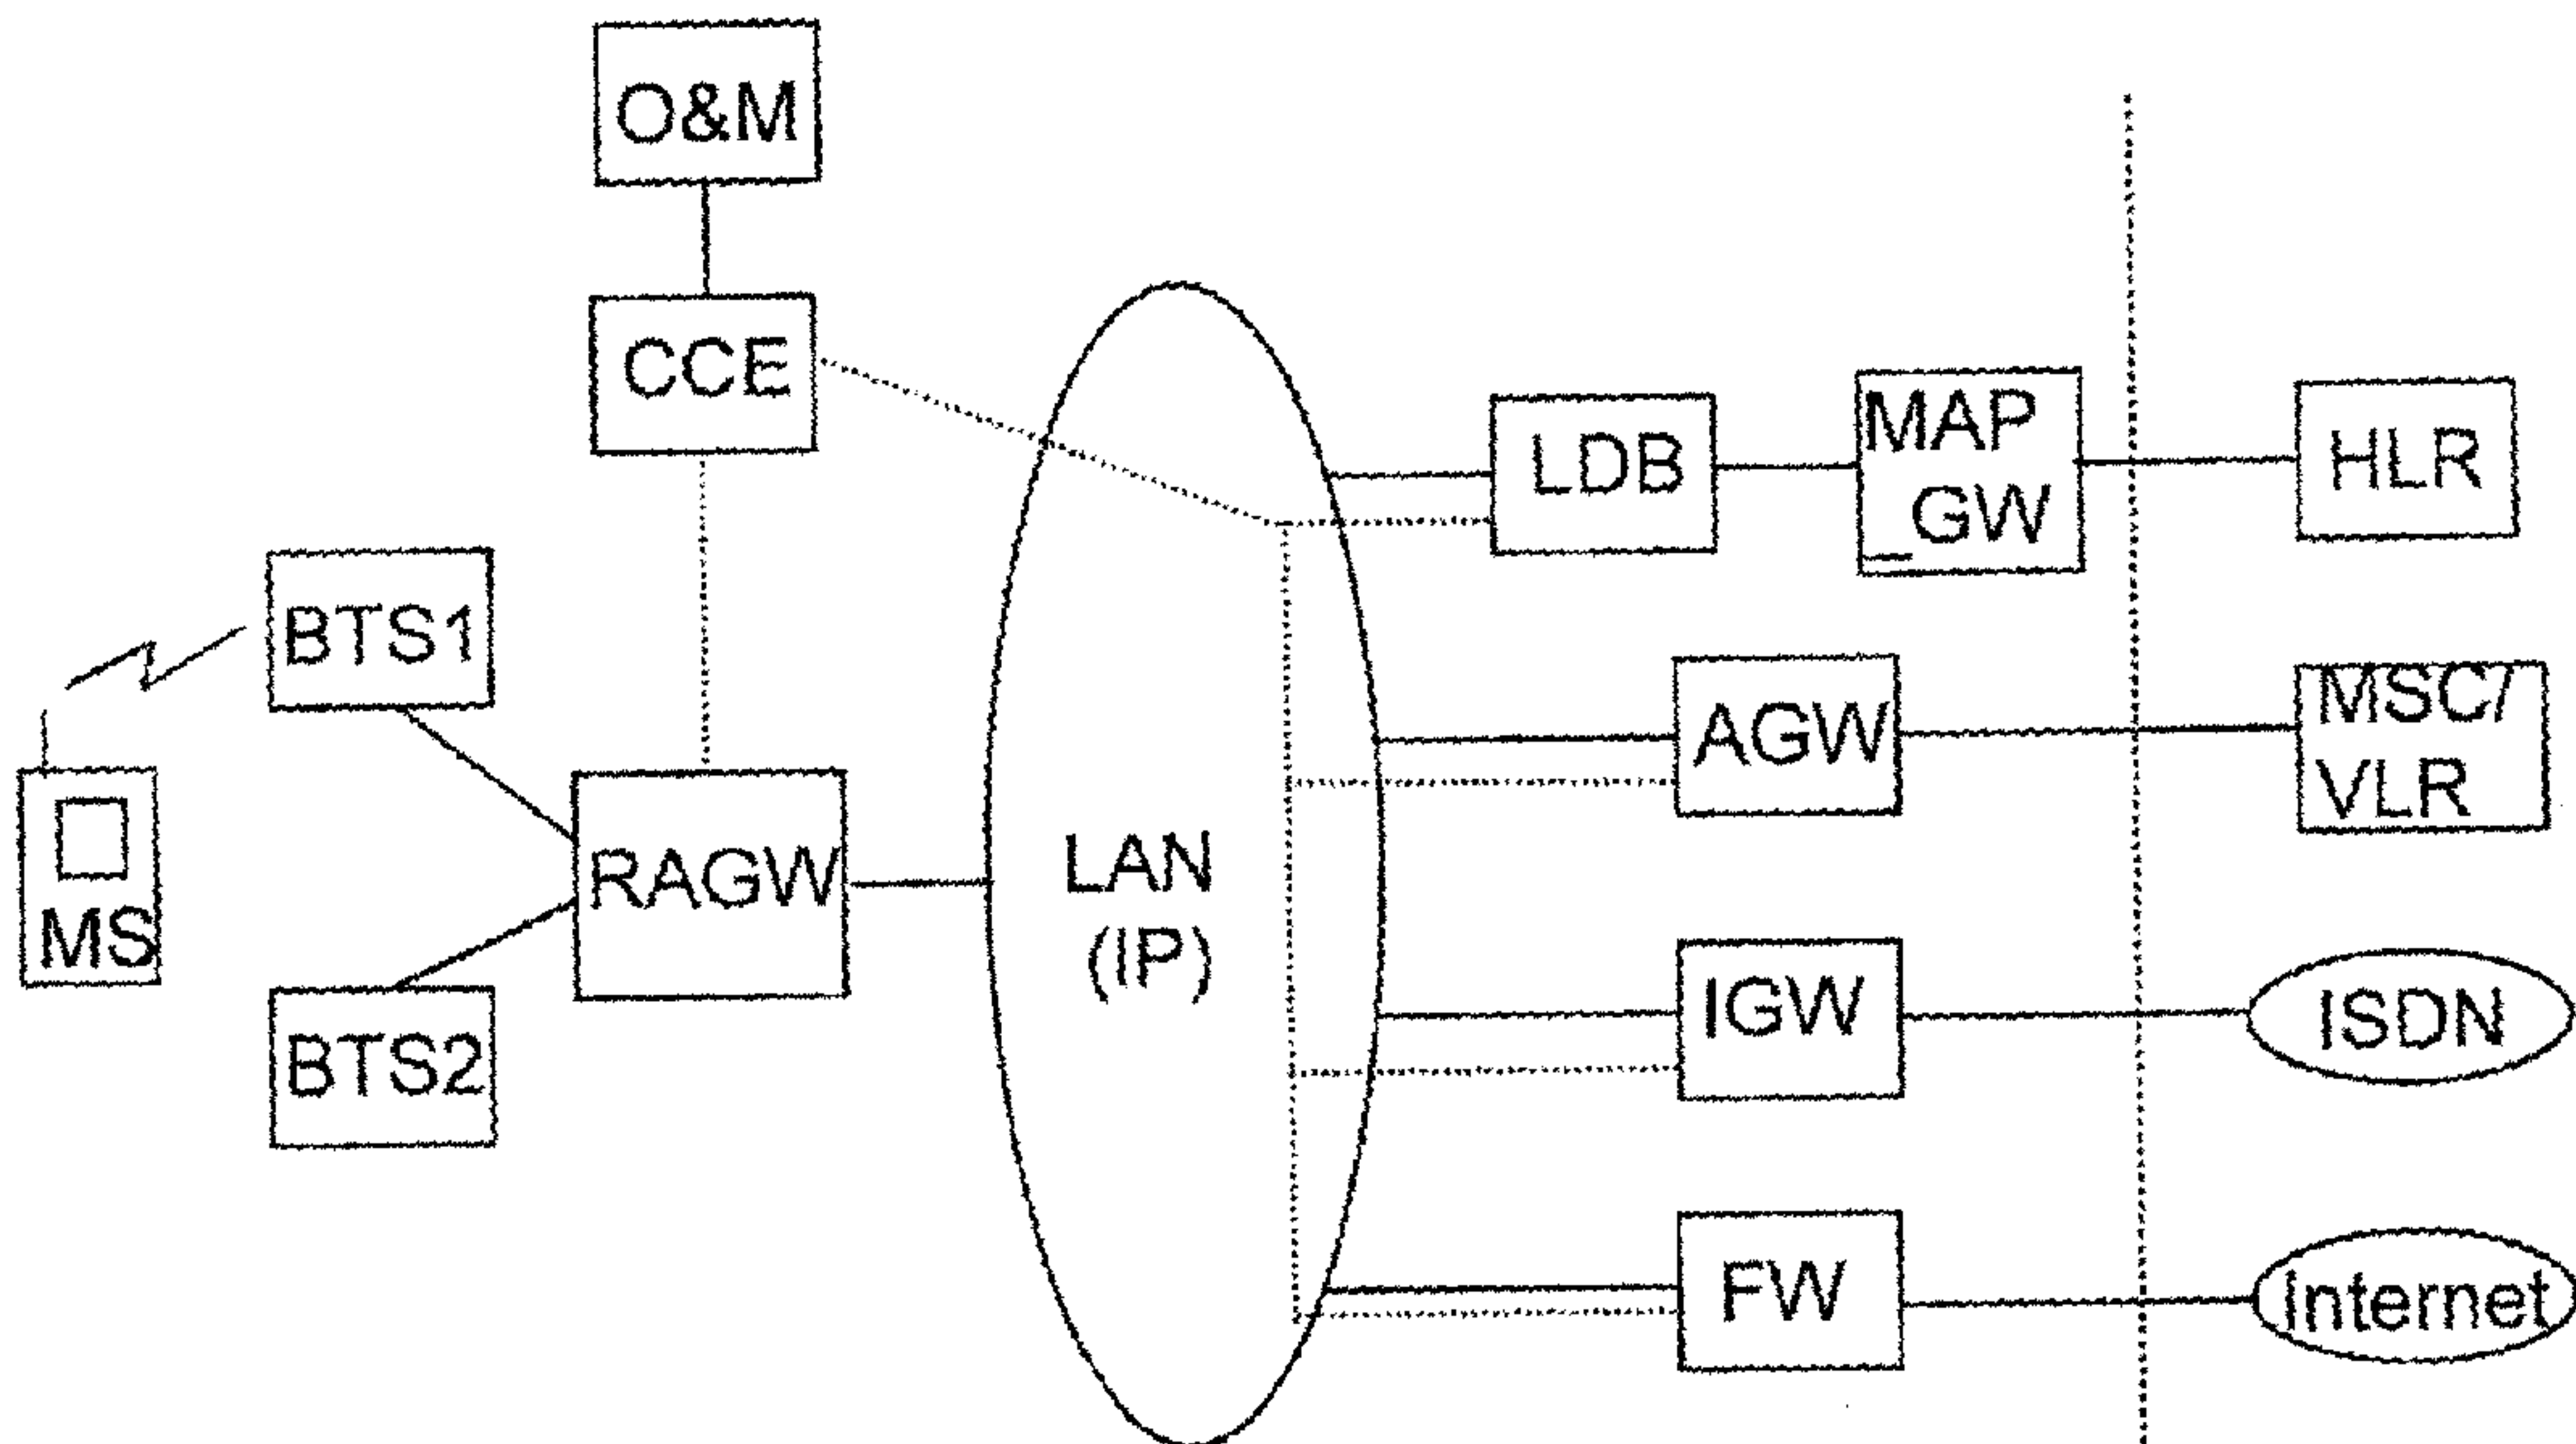 O&M
CCE
BTS1
MS
BTS2
RAGW
LAN
(IP)
LDB
MAP
_GW
HLR
AGW
MSC/
VLR
IGW
ISDN
FW
Internet